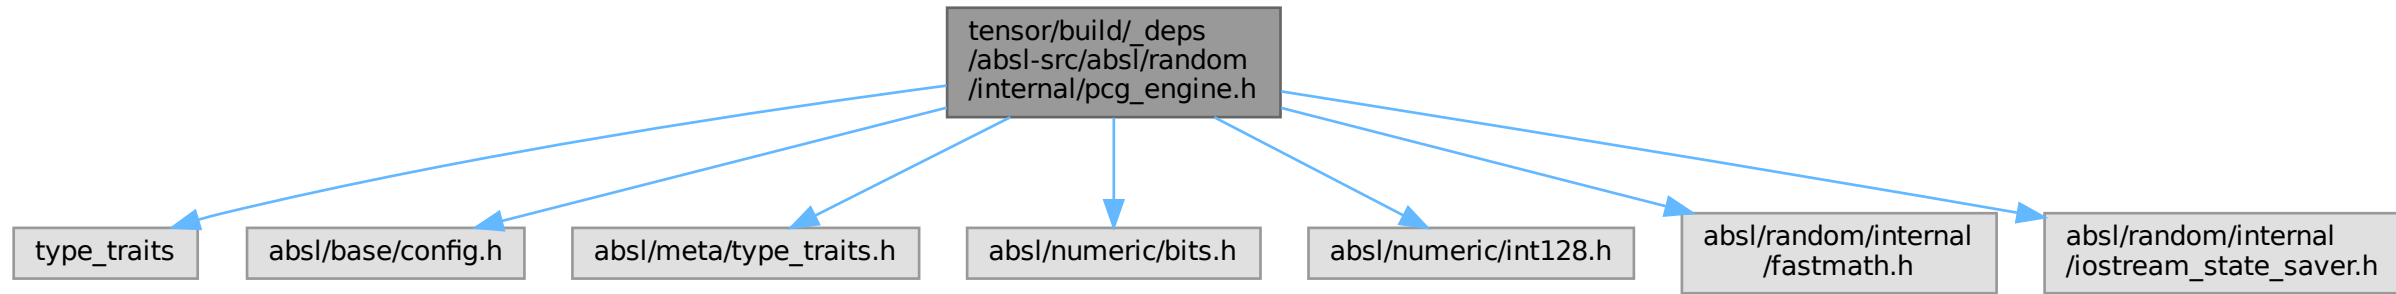 tensor/build/_deps
/absl-src/absl/random
/internal/pcg_engine.h
type_traits
absl/base/config.h
absl/meta/type_traits.h
absl/numeric/bits.h
absl/numeric/int128.h
absl/random/internal
/fastmath.h
absl/random/internal
/iostream_state_saver.h